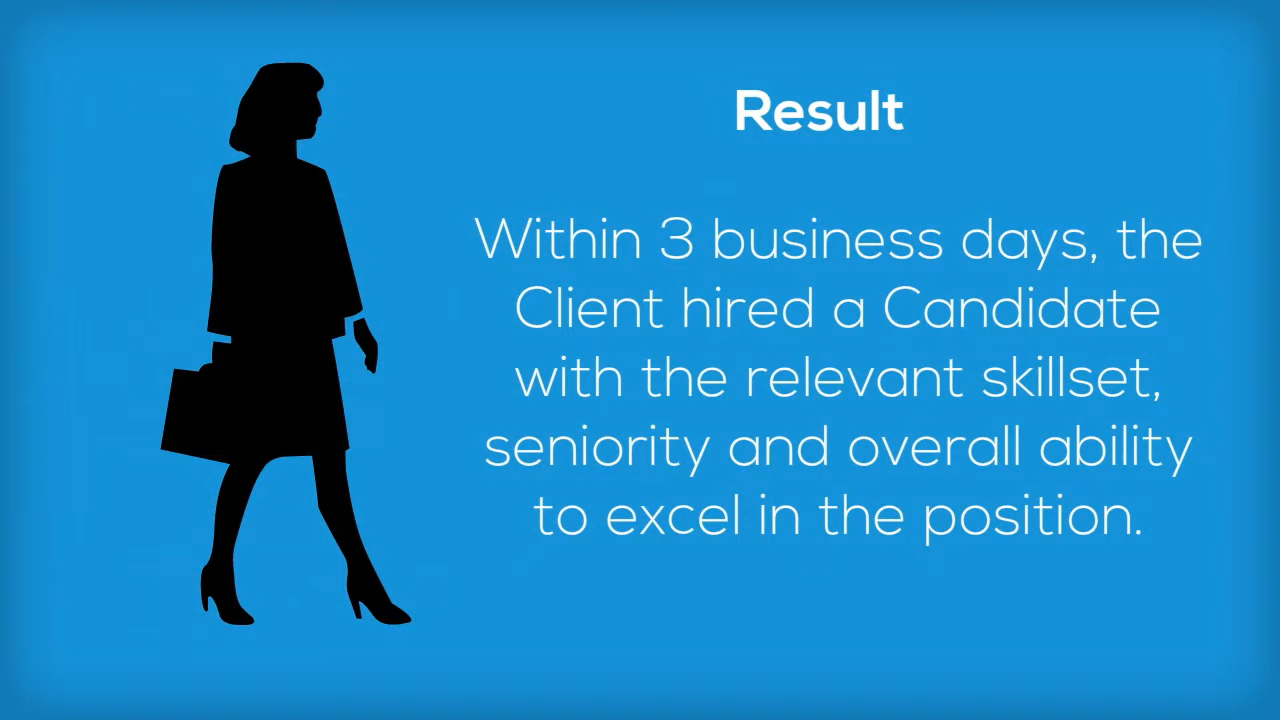 Result
Within 3 business days, the
Client hired a Candidate
with the relevant skillset,
seniority and overall ability
to excel in the position.